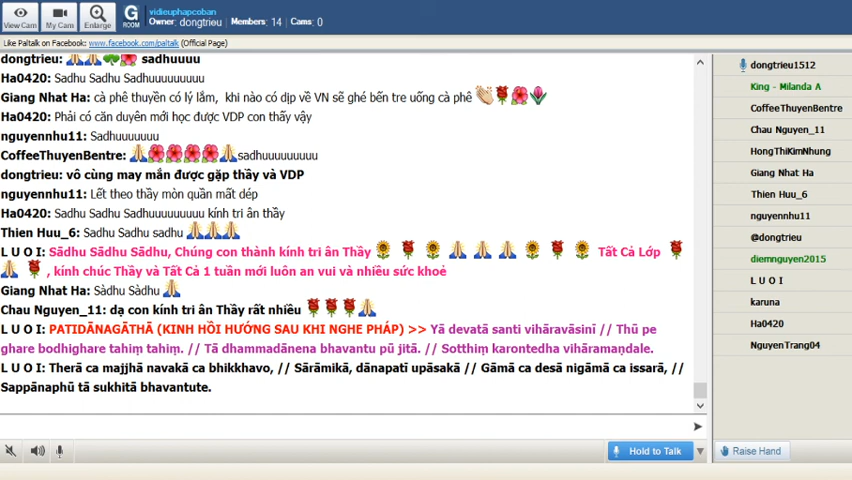 vidieuphapcoban
Owner: dongtrieu Members: 14 Cams: 0
View Cam My Cam Enlarge G ROOM
Like Paltalk on Facebook: www.facebook.com/paltalk (Official Page)
dongtrieu: sadhuuuu
Ha0420: Sadhu Sadhu Sadhuuuuuuuuu
Giang Nhat Ha: cà phê thuyền có lý lắm, khi nào có dịp về VN sẽ ghé bến tre uống cà phê
Ha0420: Phải có căn duyên mới học được VDP con thấy vậy
nguyennhu11: Sadhuuuuuuu
CoffeeThuyenBentre: sadhuuuuuuuuu
dongtrieu: vô cùng may mắn được gặp thầy và VDP
nguyennhu11: Lết theo thầy mòn quần mất dép
Ha0420: Sadhu Sadhu Sadhuuuuuuuuu kính tri ân thầy
Thien Huu_6: Sadhu Sadhu sadhu
L U O I: Sādhu Sādhu Sādhu, Chúng con thành kính tri ân Thầy Tất Cả Lớp
, kính chúc Thầy và Tất Cả 1 tuần mới luôn an vui và nhiều sức khoẻ
Giang Nhat Ha: Sàdhu Sàdhu
Chau Nguyen_11: dạ con kính tri ân Thầy rất nhiều
L U O I: PATIDĀNAGĀTHĀ (KINH HỒI HƯỚNG SAU KHI NGHE PHÁP) >> Yā devatā santi vihāravāsinī // Thū pe
ghare bodhighare tahiṃ tahiṃ. // Tā dhammadānena bhavantu pū jitā. // Sotthiṃ karontedha vihāramaṇḍale.
L U O I: Therā ca majjhā navakā ca bhikkhavo, // Sārāmikā, dānapatī upāsakā // Gāmā ca desā nigāmā ca issarā, //
Sappānaphū tā sukhitā bhavantute.
dongtrieu1512
King - Milanda A
CoffeeThuyenBentre
Chau Nguyen_11
HongThiKimNhung
Giang Nhat Ha
Thien Huu_6
nguyennhu11
@dongtrieu
diemnguyen2015
L U O I
karuna
Ha0420
NguyenTrang04
Hold to Talk
Raise Hand